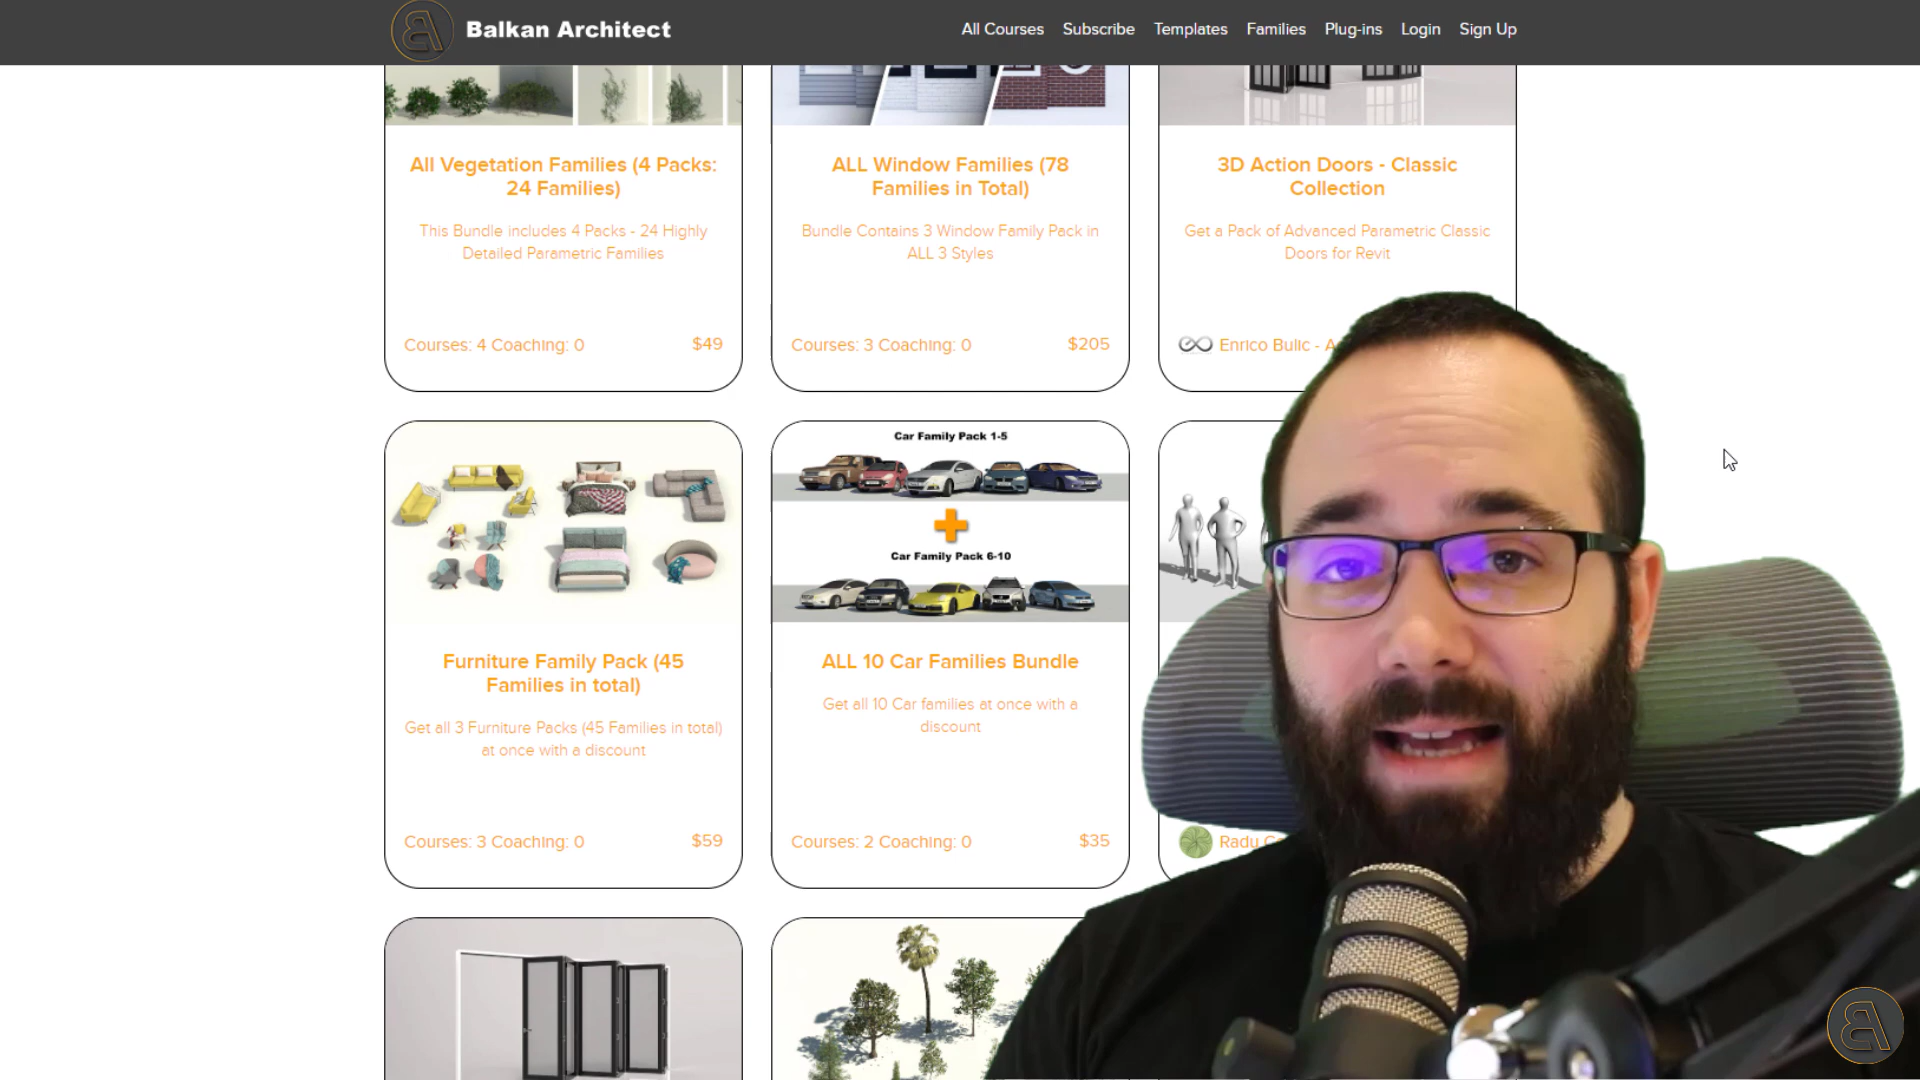 Balkan Architect
All Courses Subscribe Templates Families Plug-ins Login Sign Up
All Vegetation Families (4 Packs:
24 Families)
This Bundle includes 4 Packs - 24 Highly
Detailed Parametric Families
Courses: 4 Coaching: 0 $49
ALL Window Families (78
Families in Total)
Bundle Contains 3 Window Family Pack in
ALL 3 Styles
Courses: 3 Coaching: 0 $205
3D Action Doors - Classic
Collection
Get a Pack of Advanced Parametric Classic
Doors for Revit
Enrico Bulic -
Furniture Family Pack (45
Families in total)
Get all 3 Furniture Packs (45 Families in total)
at once with a discount
Courses: 3 Coaching: 0 $59
Car Family Pack 1-5
Car Family Pack 6-10
ALL 10 Car Families Bundle
Get all 10 Car families at once with a
discount
Courses: 2 Coaching: 0 $35
Radu